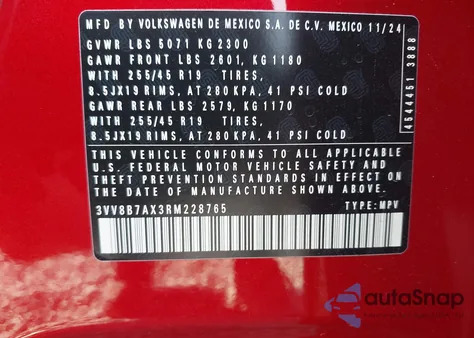 MFD BY VOLKSWAGEN DE MEXICO S.A. DE C.V. MEXICO 11/24
GVWR LBS 5071 KG 2300
GAWR FRONT LBS 2601, KG 1180
WITH 255/45 R19 TIRES,
8.5JX19 RIMS, AT 280 KPA, 41 PSI COLD
GAWR REAR LBS 2579, KG 1170
WITH 255/45 R19 TIRES,
8.5JX19 RIMS, AT 280 KPA, 41 PSI COLD
THIS VEHICLE CONFORMS TO ALL APPLICABLE
U.S. FEDERAL MOTOR VEHICLE SAFETY AND
THEFT PREVENTION STANDARDS IN EFFECT ON
THE DATE OF MANUFACTURE SHOWN ABOVE.
3VV8B7AX3RM228765 TYPE: MPV
4544451 3888
autoSnap